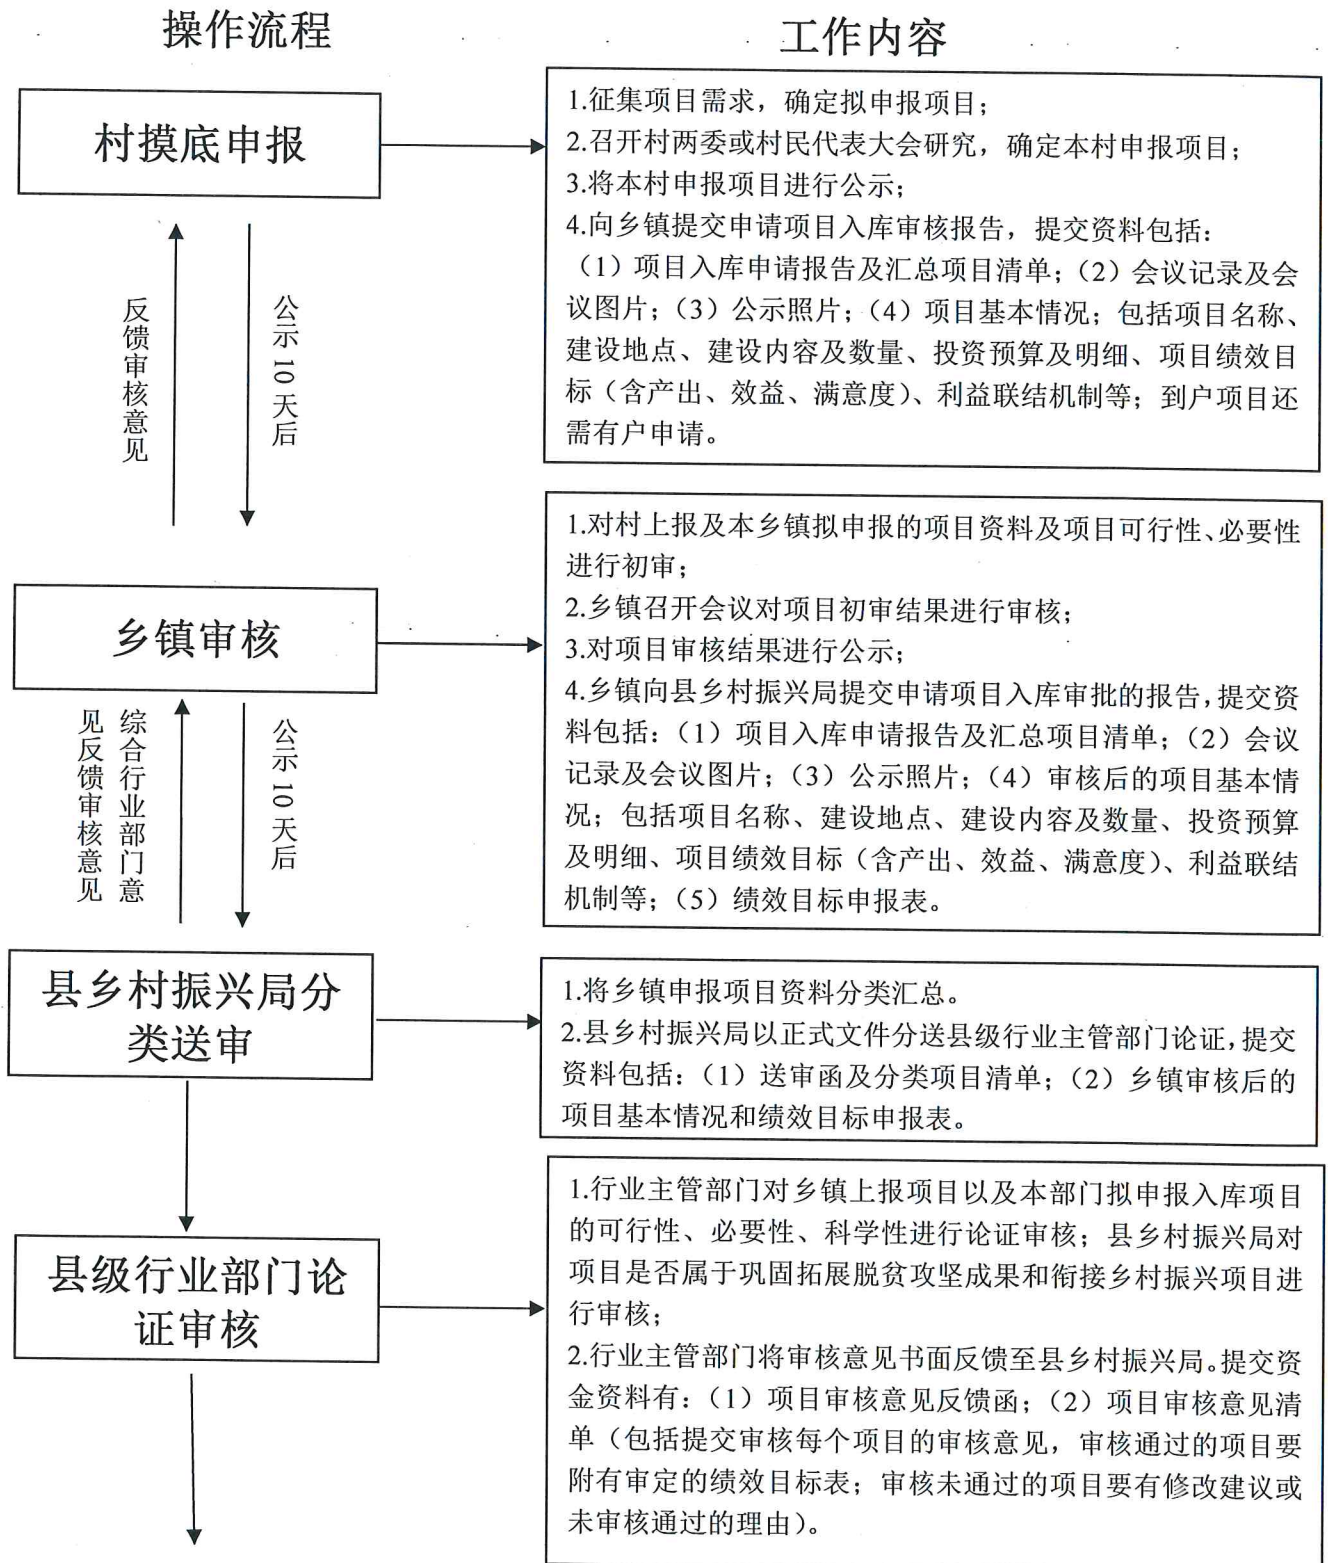 操作流程
工作内容
村摸底申报
1.征集项目需求，确定拟申报项目；
2.召开村两委或村民代表大会研究，确定本村申报项目；
3.将本村申报项目进行公示；
4.向乡镇提交申请项目入库审核报告，提交资料包括：
（1）项目入库申请报告及汇总项目清单；（2）会议记录及会
议图片；（3）公示照片；（4）项目基本情况；包括项目名称、
建设地点、建设内容及数量、投资预算及明细、项目绩效目
标（含产出、效益、满意度）、利益联结机制等；到户项目还
需有户申请。
反馈审核意见
公示 10 天后
乡镇审核
1.对村上报及本乡镇拟申报的项目资料及项目可行性、必要性
进行初审；
2.乡镇召开会议对项目初审结果进行审核；
3.对项目审核结果进行公示；
4.乡镇向县乡村振兴局提交申请项目入库审批的报告，提交资
料包括：（1）项目入库申请报告及汇总项目清单；（2）会议
记录及会议图片；（3）公示照片；（4）审核后的项目基本情
况；包括项目名称、建设地点、建设内容及数量、投资预算
及明细、项目绩效目标（含产出、效益、满意度）、利益联结
机制等；（5）绩效目标申报表。
综合行业部门意
见反馈审核意见
公示 10 天后
县乡村振兴局分
类送审
1.将乡镇申报项目资料分类汇总。
2.县乡村振兴局以正式文件分送县级行业主管部门论证，提交
资料包括：（1）送审函及分类项目清单；（2）乡镇审核后的
项目基本情况和绩效目标申报表。
县级行业部门论
证审核
1.行业主管部门对乡镇上报项目以及本部门拟申报入库项目
的可行性、必要性、科学性进行论证审核；县乡村振兴局对
项目是否属于巩固拓展脱贫攻坚成果和衔接乡村振兴项目进
行审核；
2.行业主管部门将审核意见书面反馈至县乡村振兴局。提交资
金资料有：（1）项目审核意见反馈函；（2）项目审核意见清
单（包括提交审核每个项目的审核意见，审核通过的项目要
附有审定的绩效目标表；审核未通过的项目要有修改建议或
未审核通过的理由）。